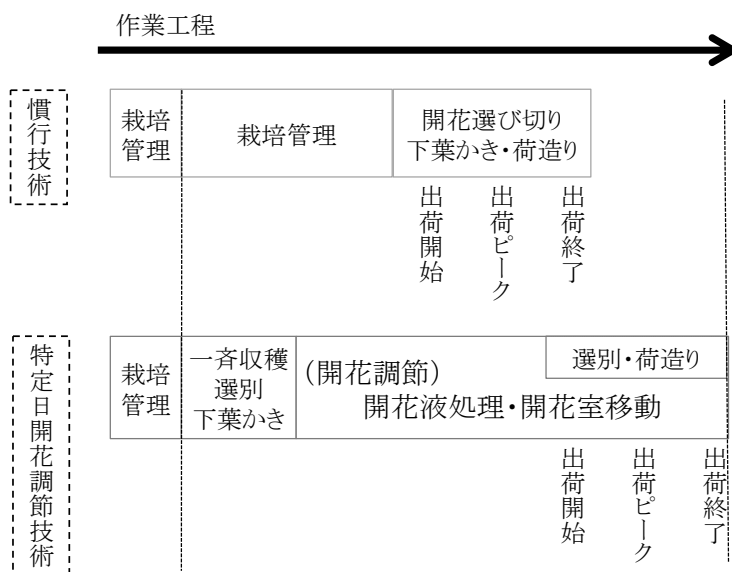 作業工程
慣行技術
栽培
管理
栽培管理
開花選び切り
下葉かき・荷造り
出荷開始
出荷ピーク
出荷終了
特定日開花調節技術
栽培
管理
一斉収穫
選別
下葉かき
(開花調節)
開花液処理・開花室移動
選別・荷造り
出荷開始
出荷ピーク
出荷終了